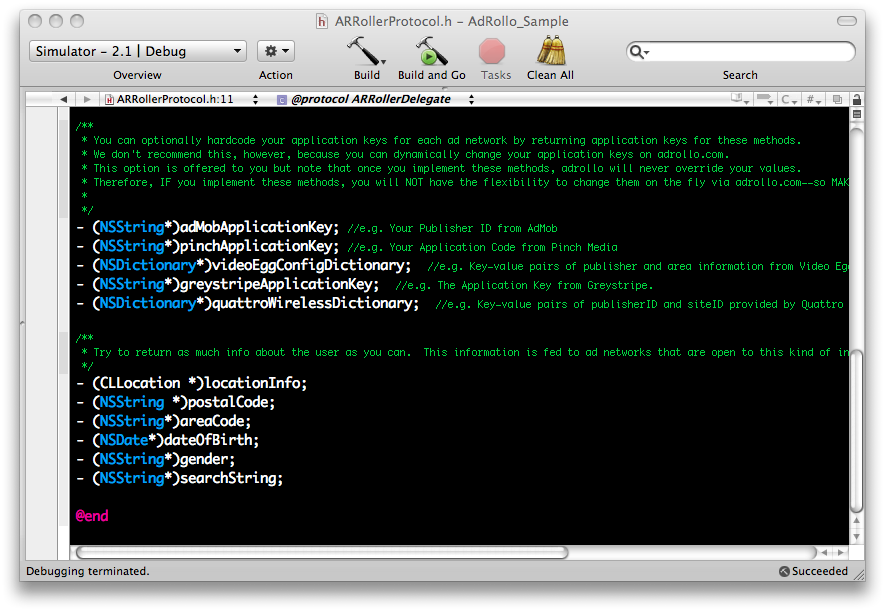 ARRollerProtocol.h – AdRollo_Sample
Simulator - 2.1 | Debug
Overview
Action
Build
Build and Go
Tasks
Clean All
Search
ARRollerProtocol.h:11
@protocol ARRollerDelegate
C
#
/**
* You can optionally hardcode your application keys for each ad network by returning application keys for these methods.
* We don't recommend this, however, because you can dynamically change your application keys on adrollo.com.
* This option is offered to you but note that once you implement these methods, adrollo will never override your values.
* Therefore, IF you implement these methods, you will NOT have the flexibility to change them on the fly via adrollo.com--so MAK
*
*/
- (NSString*)adMobApplicationKey; //e.g. Your Publisher ID from AdMob
- (NSString*)pinchApplicationKey; //e.g. Your Application Code from Pinch Media
- (NSDictionary*)videoEggConfigDictionary; //e.g. Key-value pairs of publisher and area information from Video Egg
- (NSString*)greystripeApplicationKey; //e.g. The Application Key from Greystripe.
- (NSDictionary*)quattroWirelessDictionary; //e.g. Key-value pairs of publisherID and siteID provided by Quattro
/**
* Try to return as much info about the user as you can. This information is fed to ad networks that are open to this kind of in
*/
- (CLLocation *)locationInfo;
- (NSString *)postalCode;
- (NSString*)areaCode;
- (NSDate*)dateOfBirth;
- (NSString*)gender;
- (NSString*)searchString;
@end
Debugging terminated.
Succeeded